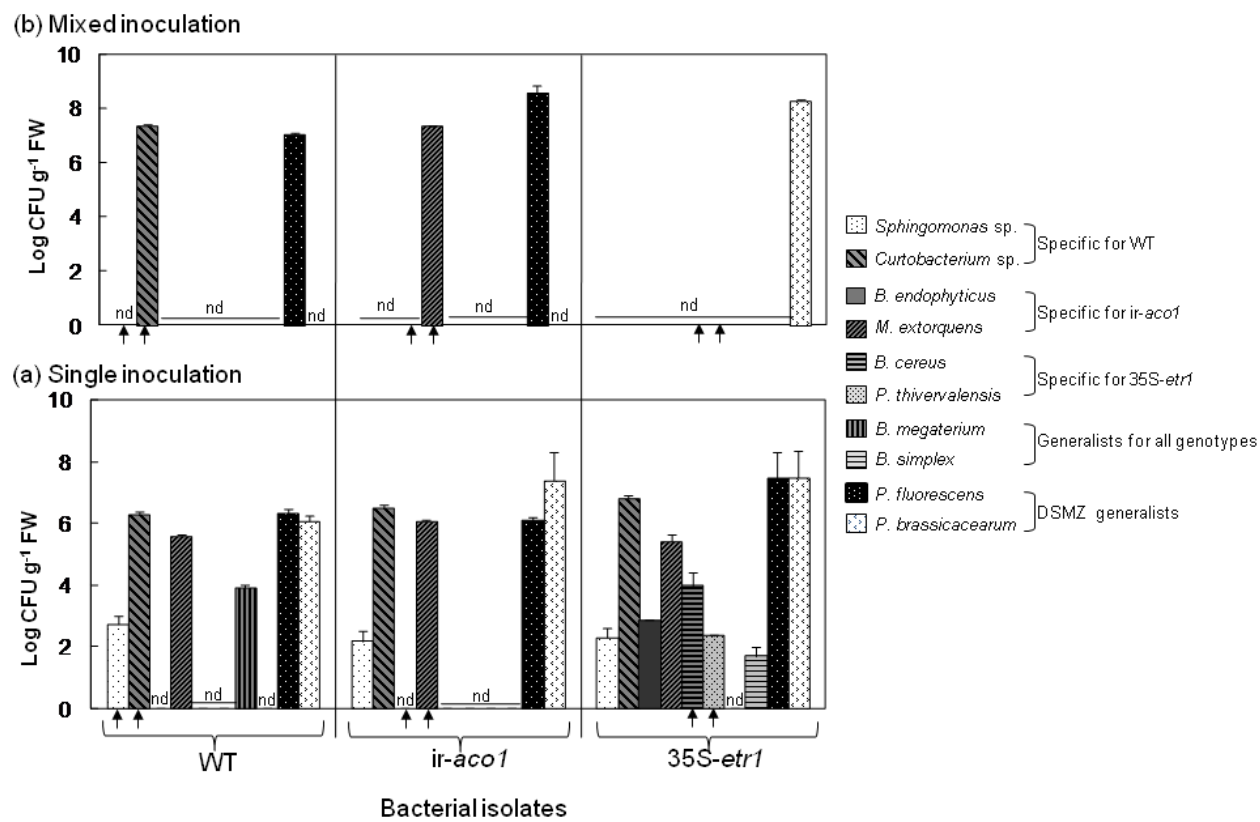 (b) Mixed inoculation
Log CFU g⁻¹ FW
10
8
6
4
2
0
nd
nd
nd
nd
nd
nd
nd
(a) Single inoculation
Log CFU g⁻¹ FW
10
8
6
4
2
0
nd
nd
nd
nd
nd
nd
WT
ir-aco1
35S-etr1
Bacterial isolates
Sphingomonas sp.
Curtobacterium sp.
Specific for WT
B. endophyticus
M. extorquens
Specific for ir-aco1
B. cereus
P. thivervalensis
Specific for 35S-etr1
B. megaterium
B. simplex
Generalists for all genotypes
P. fluorescens
P. brassicacearum
DSMZ generalists